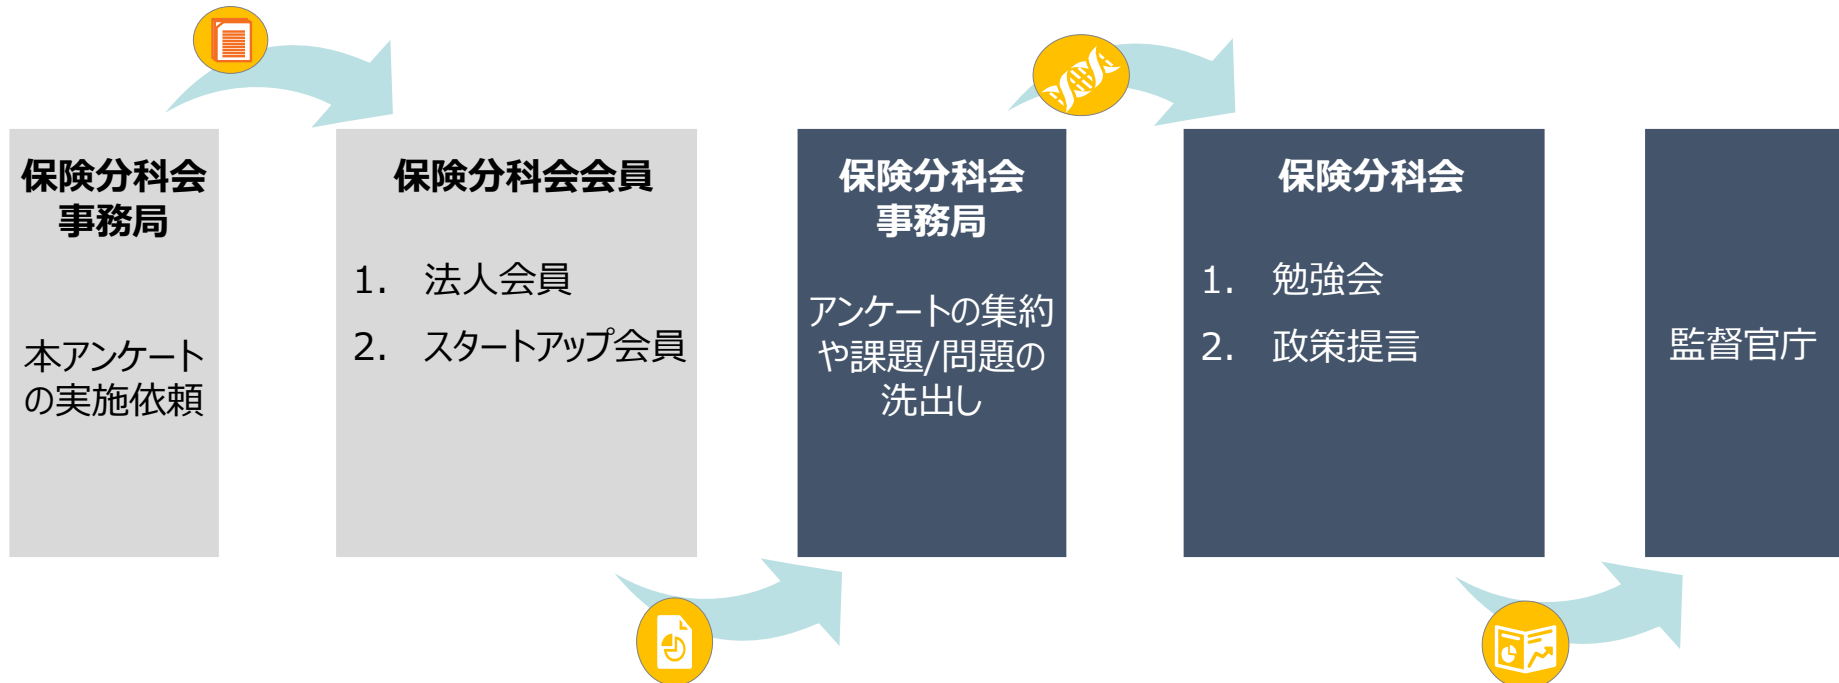 保険分科会
事務局
本アンケート
の実施依頼
保険分科会会員
1. 法人会員
2. スタートアップ会員
保険分科会
事務局
アンケートの集約
や課題/問題の
洗出し
保険分科会
1. 勉強会
2. 政策提言
監督官庁